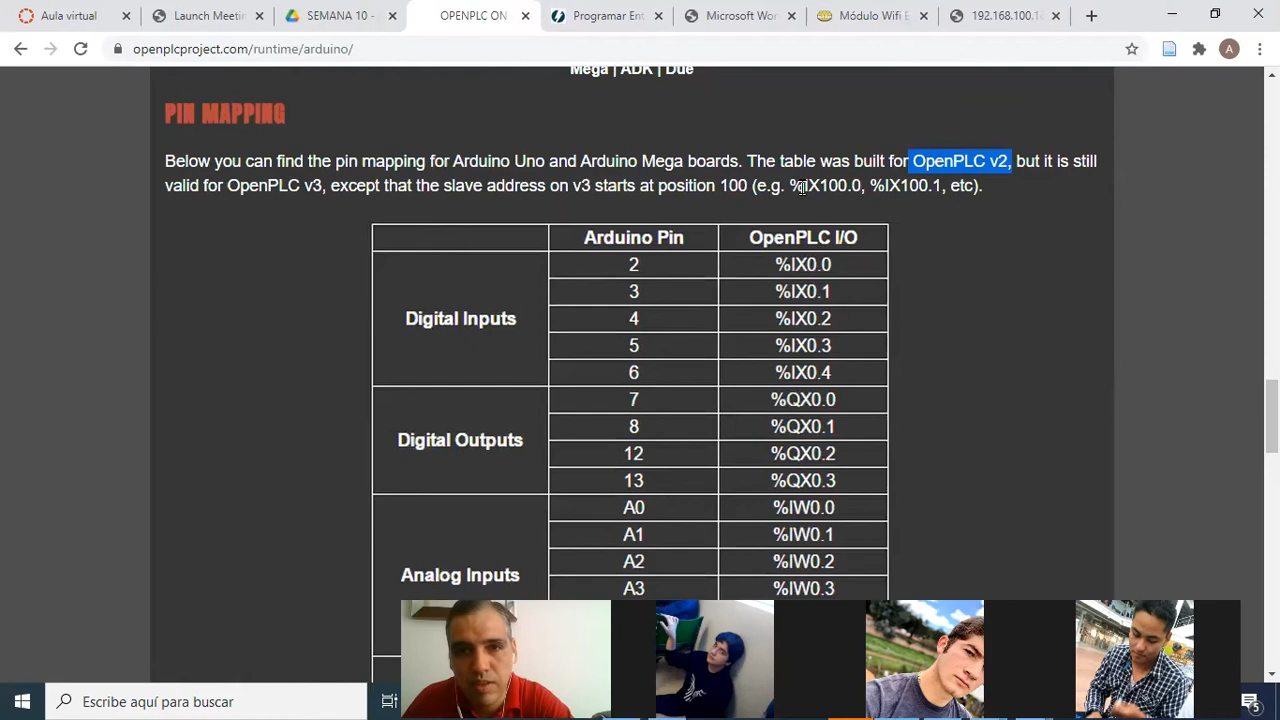 Aula virtual
Launch Meeti
SEMANA 10 -
OPENPLC ON
Programar Ent
Microsoft Wor
Módulo Wifi E
192.168.100.1
openplcproject.com/runtime/arduino/
A
Mega | ADK | Due
PIN MAPPING
Below you can find the pin mapping for Arduino Uno and Arduino Mega boards. The table was built for OpenPLC v2, but it is still
valid for OpenPLC v3, except that the slave address on v3 starts at position 100 (e.g. %IX100.0, %IX100.1, etc).
Arduino Pin OpenPLC I/O
Digital Inputs
2 %IX0.0
3 %IX0.1
4 %IX0.2
5 %IX0.3
6 %IX0.4
Digital Outputs
7 %QX0.0
8 %QX0.1
12 %QX0.2
13 %QX0.3
Analog Inputs
A0 %IW0.0
A1 %IW0.1
A2 %IW0.2
A3 %IW0.3
Escribe aquí para buscar
5